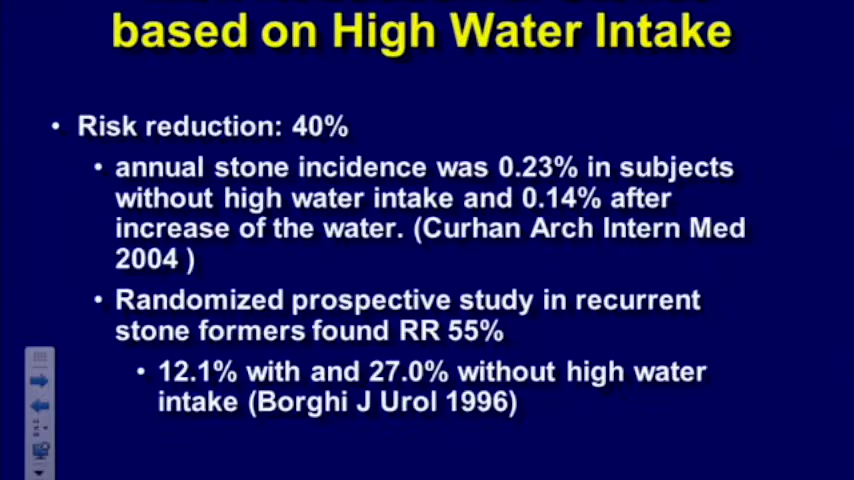 based on High Water Intake
• Risk reduction: 40%
• annual stone incidence was 0.23% in subjects
without high water intake and 0.14% after
increase of the water. (Curhan Arch Intern Med
2004 )
• Randomized prospective study in recurrent
stone formers found RR 55%
• 12.1% with and 27.0% without high water
intake (Borghi J Urol 1996)